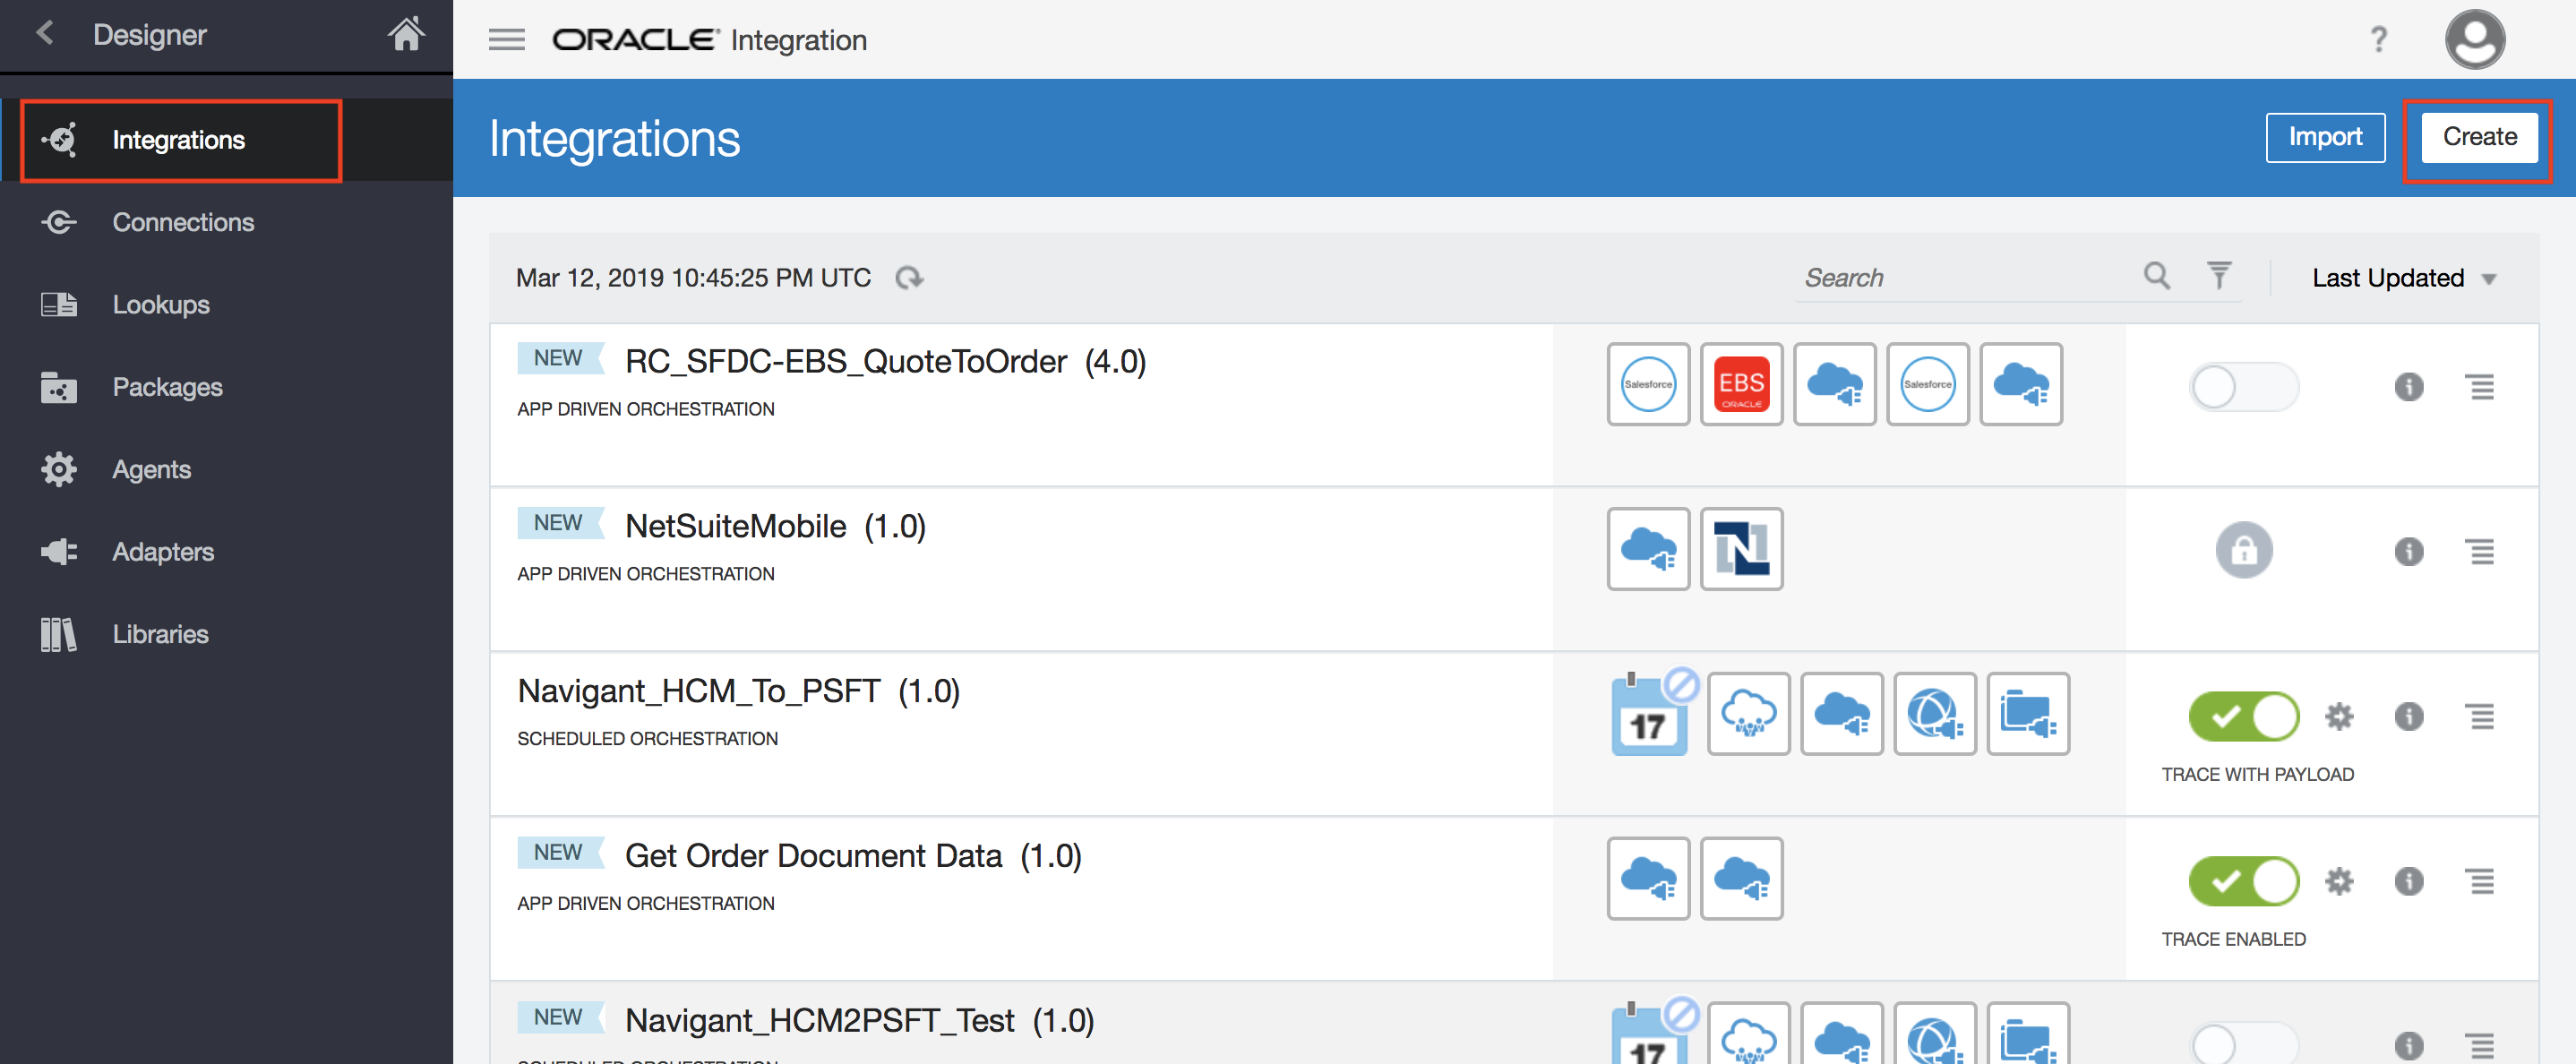 Designer
ORACLE Integration
?
Integrations
Connections
Lookups
Packages
Agents
Adapters
Libraries
Integrations
Import
Create
Mar 12, 2019 10:45:25 PM UTC
Search
Last Updated
NEW RC_SFDC-EBS_QuoteToOrder (4.0)
APP DRIVEN ORCHESTRATION
Salesforce
EBS
ORACLE
Salesforce
NEW NetSuiteMobile (1.0)
APP DRIVEN ORCHESTRATION
N
Navigant_HCM_To_PSFT (1.0)
SCHEDULED ORCHESTRATION
17
TRACE WITH PAYLOAD
NEW Get Order Document Data (1.0)
APP DRIVEN ORCHESTRATION
TRACE ENABLED
NEW Navigant_HCM2PSFT_Test (1.0)
SCHEDULED ORCHESTRATION
17